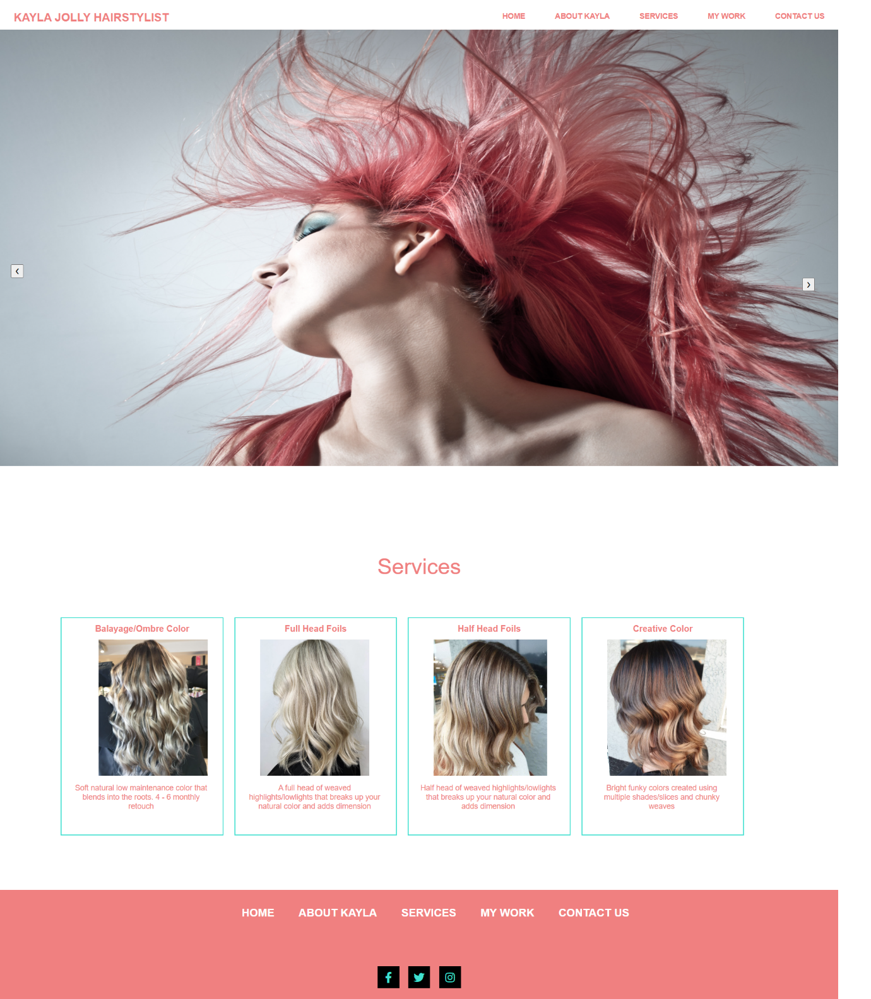 KAYLA JOLLY HAIRSTYLIST
HOME
ABOUT KAYLA
SERVICES
MY WORK
CONTACT US
❮
❯
Services
Balayage/Ombre Color
Soft natural low maintenance color that
blends into the roots. 4 - 6 monthly
retouch
Full Head Foils
A full head of weaved
highlights/lowlights that breaks up your
natural color and adds dimension
Half Head Foils
Half head of weaved highlights/lowlights
that breaks up your natural color and
adds dimension
Creative Color
Bright funky colors created using
multiple shades/slices and chunky
weaves
HOME
ABOUT KAYLA
SERVICES
MY WORK
CONTACT US